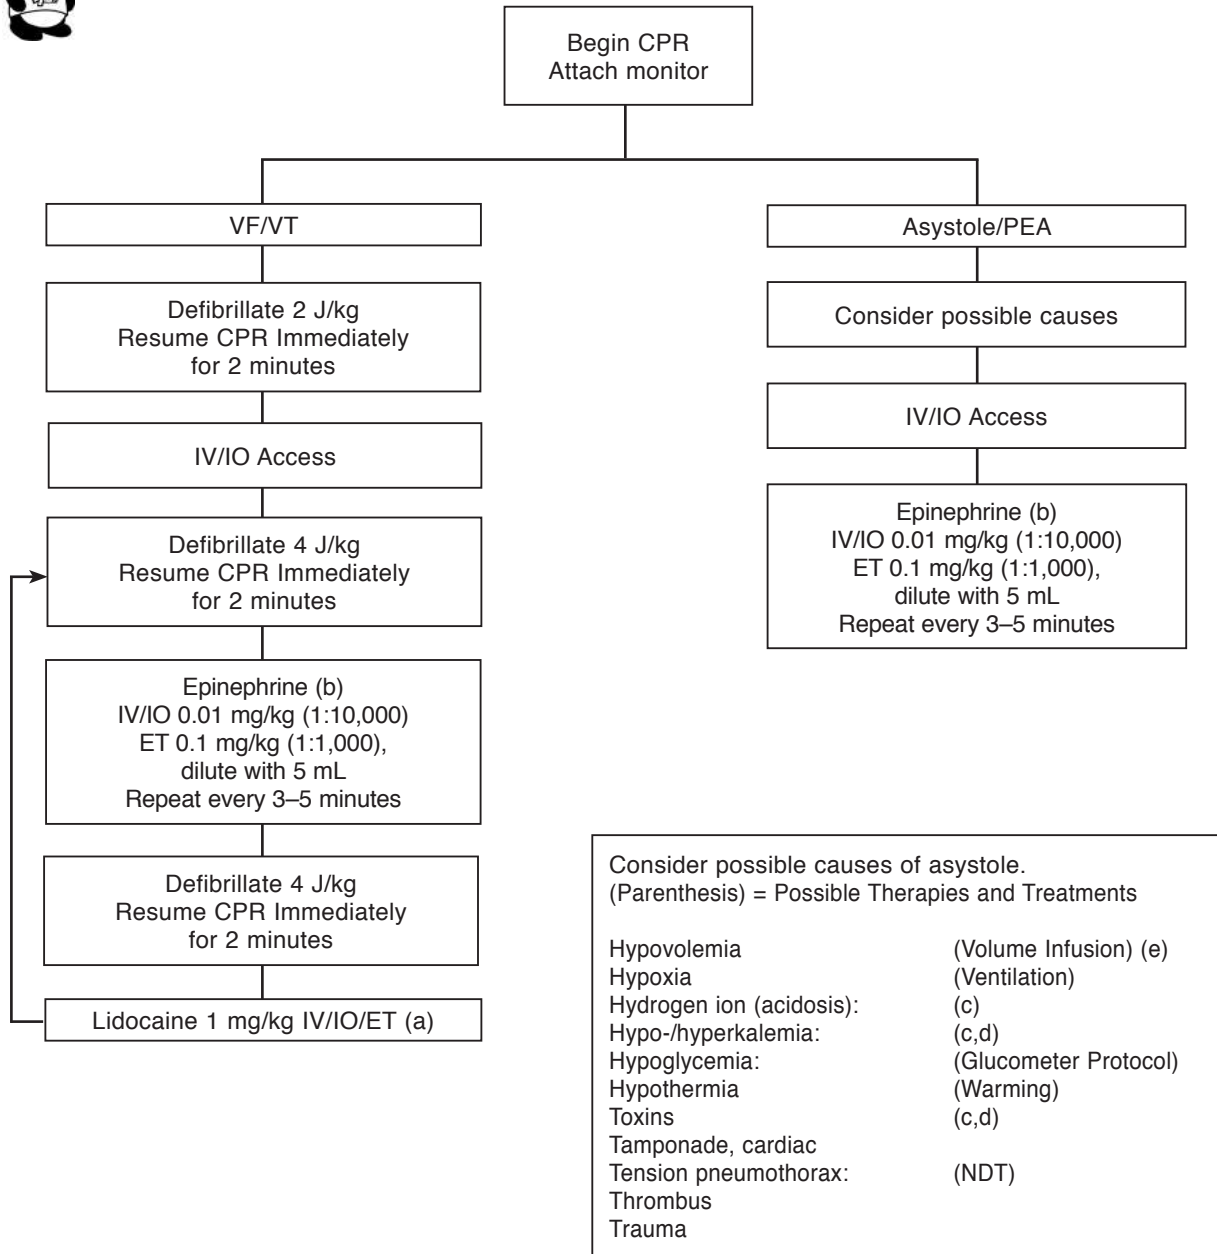 Begin CPR
Attach monitor
VF/VT
Defibrillate 2 J/kg
Resume CPR Immediately
for 2 minutes
IV/IO Access
Defibrillate 4 J/kg
Resume CPR Immediately
for 2 minutes
Epinephrine (b)
IV/IO 0.01 mg/kg (1:10,000)
ET 0.1 mg/kg (1:1,000),
dilute with 5 mL
Repeat every 3–5 minutes
Defibrillate 4 J/kg
Resume CPR Immediately
for 2 minutes
Lidocaine 1 mg/kg IV/IO/ET (a)
Asystole/PEA
Consider possible causes
IV/IO Access
Epinephrine (b)
IV/IO 0.01 mg/kg (1:10,000)
ET 0.1 mg/kg (1:1,000),
dilute with 5 mL
Repeat every 3–5 minutes
Consider possible causes of asystole.
(Parenthesis) = Possible Therapies and Treatments
Hypovolemia (Volume Infusion) (e)
Hypoxia (Ventilation)
Hydrogen ion (acidosis): (c)
Hypo-/hyperkalemia: (c,d)
Hypoglycemia: (Glucometer Protocol)
Hypothermia (Warming)
Toxins (c,d)
Tamponade, cardiac
Tension pneumothorax: (NDT)
Thrombus
Trauma